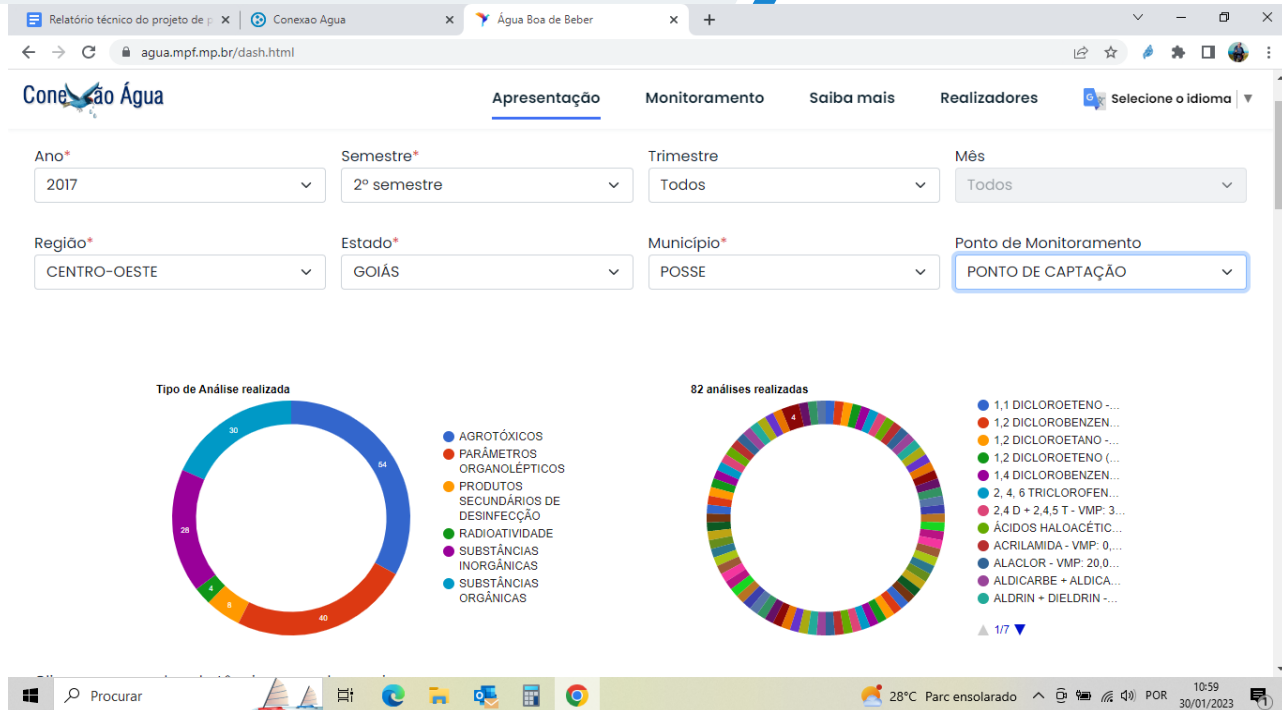 Relatório técnico do projeto de p
Conexao Agua
Água Boa de Beber
agua.mpf.mp.br/dash.html
Conexão Água
Apresentação
Monitoramento
Saiba mais
Realizadores
Selecione o idioma
Ano*
Semestre*
Trimestre
Mês
2017
2º semestre
Todos
Todos
Região*
Estado*
Município*
Ponto de Monitoramento
CENTRO-OESTE
GOIÁS
POSSE
PONTO DE CAPTAÇÃO
Tipo de Análise realizada
30
54
28
4
8
40
AGROTÓXICOS
PARÂMETROS
ORGANOLÉPTICOS
PRODUTOS
SECUNDÁRIOS DE
DESINFECÇÃO
RADIOATIVIDADE
SUBSTÂNCIAS
INORGÂNICAS
SUBSTÂNCIAS
ORGÂNICAS
82 análises realizadas
4
1,1 DICLOROETENO -...
1,2 DICLOROBENZEN...
1,2 DICLOROETANO -...
1,2 DICLOROETENO (...
1,4 DICLOROBENZEN...
2, 4, 6 TRICLOROFEN...
2,4 D + 2,4,5 T - VMP: 3...
ÁCIDOS HALOACÉTIC...
ACRILAMIDA - VMP: 0,...
ALACLOR - VMP: 20,0...
ALDICARBE + ALDICA...
ALDRIN + DIELDRIN -...
1/7
Procurar
28°C Parc ensolarado
POR
10:59
30/01/2023
1